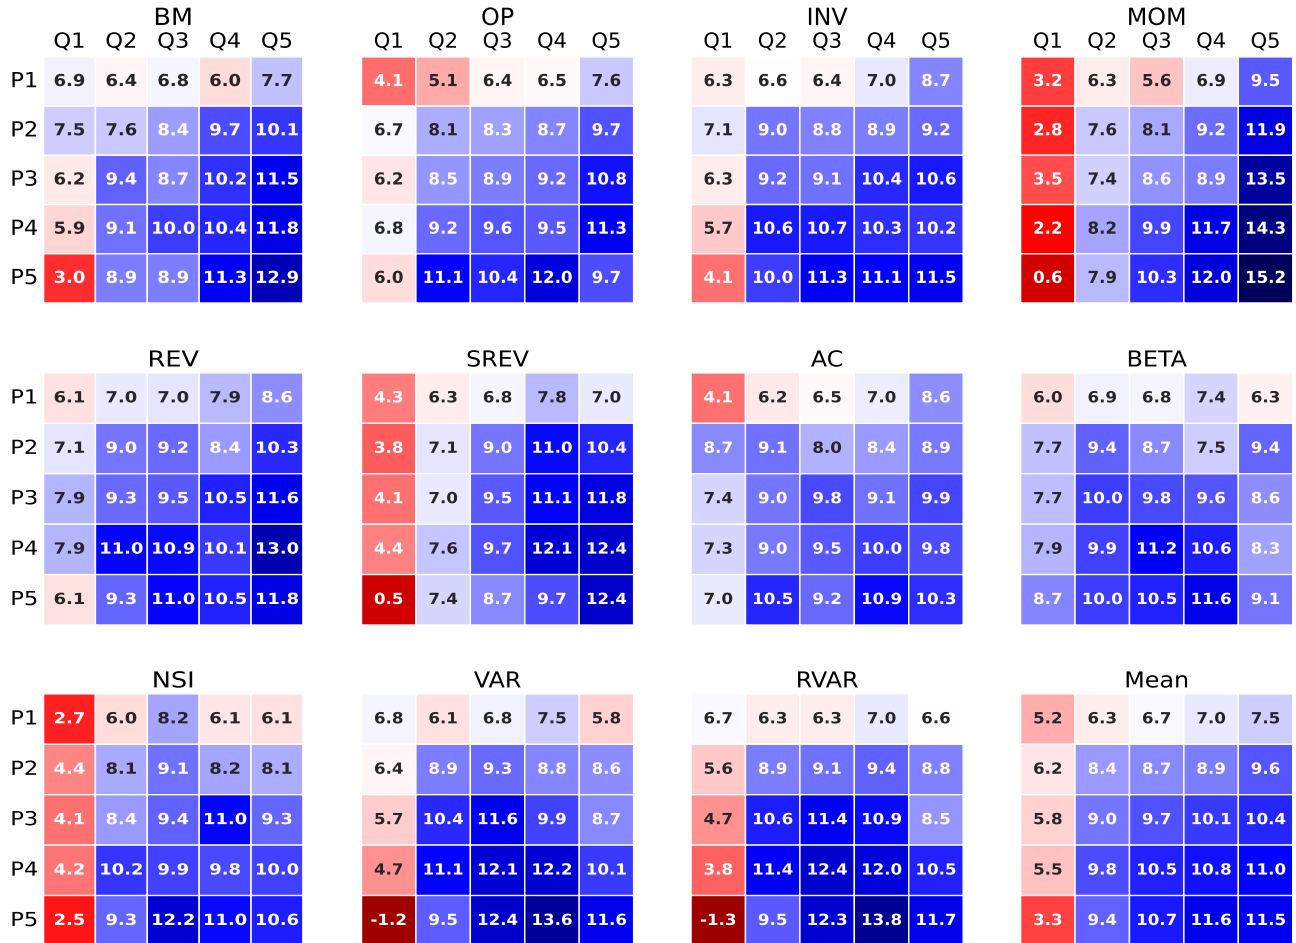 BM OP INV MOM
Q1 Q2 Q3 Q4 Q5 Q1 Q2 Q3 Q4 Q5 Q1 Q2 Q3 Q4 Q5 Q1 Q2 Q3 Q4 Q5
P1 6.9 6.4 6.8 6.0 7.7 4.1 5.1 6.4 6.5 7.6 6.3 6.6 6.4 7.0 8.7 3.2 6.3 5.6 6.9 9.5
P2 7.5 7.6 8.4 9.7 10.1 6.7 8.1 8.3 8.7 9.7 7.1 9.0 8.8 8.9 9.2 2.8 7.6 8.1 9.2 11.9
P3 6.2 9.4 8.7 10.2 11.5 6.2 8.5 8.9 9.2 10.8 6.3 9.2 9.1 10.4 10.6 3.5 7.4 8.6 8.9 13.5
P4 5.9 9.1 10.0 10.4 11.8 6.8 9.2 9.6 9.5 11.3 5.7 10.6 10.7 10.3 10.2 2.2 8.2 9.9 11.7 14.3
P5 3.0 8.9 8.9 11.3 12.9 6.0 11.1 10.4 12.0 9.7 4.1 10.0 11.3 11.1 11.5 0.6 7.9 10.3 12.0 15.2
REV SREV AC BETA
P1 6.1 7.0 7.0 7.9 8.6 4.3 6.3 6.8 7.8 7.0 4.1 6.2 6.5 7.0 8.6 6.0 6.9 6.8 7.4 6.3
P2 7.1 9.0 9.2 8.4 10.3 3.8 7.1 9.0 11.0 10.4 8.7 9.1 8.0 8.4 8.9 7.7 9.4 8.7 7.5 9.4
P3 7.9 9.3 9.5 10.5 11.6 4.1 7.0 9.5 11.1 11.8 7.4 9.0 9.8 9.1 9.9 7.7 10.0 9.8 9.6 8.6
P4 7.9 11.0 10.9 10.1 13.0 4.4 7.6 9.7 12.1 12.4 7.3 9.0 9.5 10.0 9.8 7.9 9.9 11.2 10.6 8.3
P5 6.1 9.3 11.0 10.5 11.8 0.5 7.4 8.7 9.7 12.4 7.0 10.5 9.2 10.9 10.3 8.7 10.0 10.5 11.6 9.1
NSI VAR RVAR Mean
P1 2.7 6.0 8.2 6.1 6.1 6.8 6.1 6.8 7.5 5.8 6.7 6.3 6.3 7.0 6.6 5.2 6.3 6.7 7.0 7.5
P2 4.4 8.1 9.1 8.2 8.1 6.4 8.9 9.3 8.8 8.6 5.6 8.9 9.1 9.4 8.8 6.2 8.4 8.7 8.9 9.6
P3 4.1 8.4 9.4 11.0 9.3 5.7 10.4 11.6 9.9 8.7 4.7 10.6 11.4 10.9 8.5 5.8 9.0 9.7 10.1 10.4
P4 4.2 10.2 9.9 9.8 10.0 4.7 11.1 12.1 12.2 10.1 3.8 11.4 12.4 12.0 10.5 5.5 9.8 10.5 10.8 11.0
P5 2.5 9.3 12.2 11.0 10.6 -1.2 9.5 12.4 13.6 11.6 -1.3 9.5 12.3 13.8 11.7 3.3 9.4 10.7 11.6 11.5